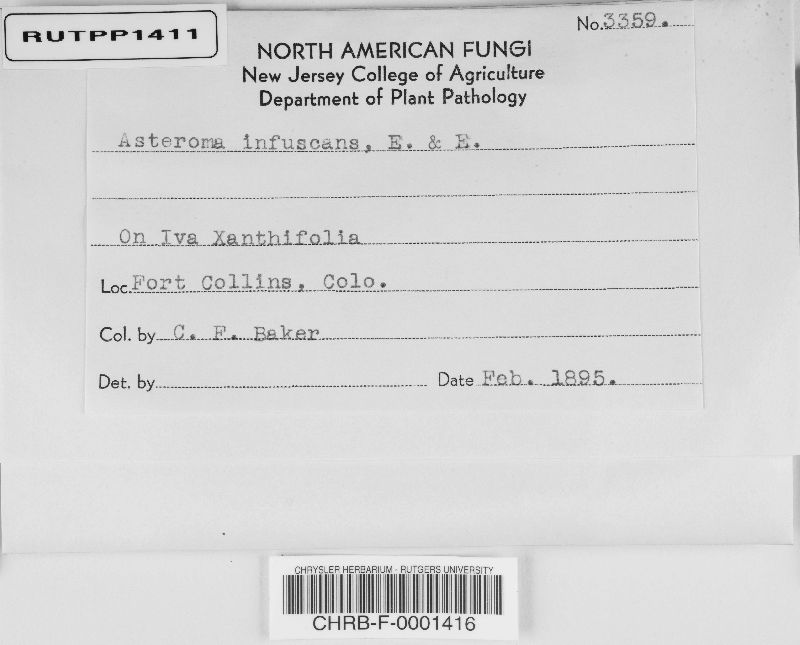 RUTPP1411
No.3359.
NORTH AMERICAN FUNGI
New Jersey College of Agriculture
Department of Plant Pathology
Asteroma infuscans, E. & E.
On Iva Xanthifolia
Loc. Fort Collins, Colo.
Col. by C. F. Baker
Det. by
Date Feb. 1895.
CHRYSLER HERBARIUM - RUTGERS UNIVERSITY
CHRB-F-0001416